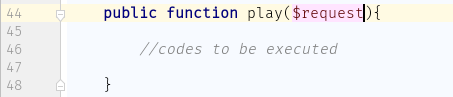 44 public function play($request){
45
46 //codes to be executed
47
48 }